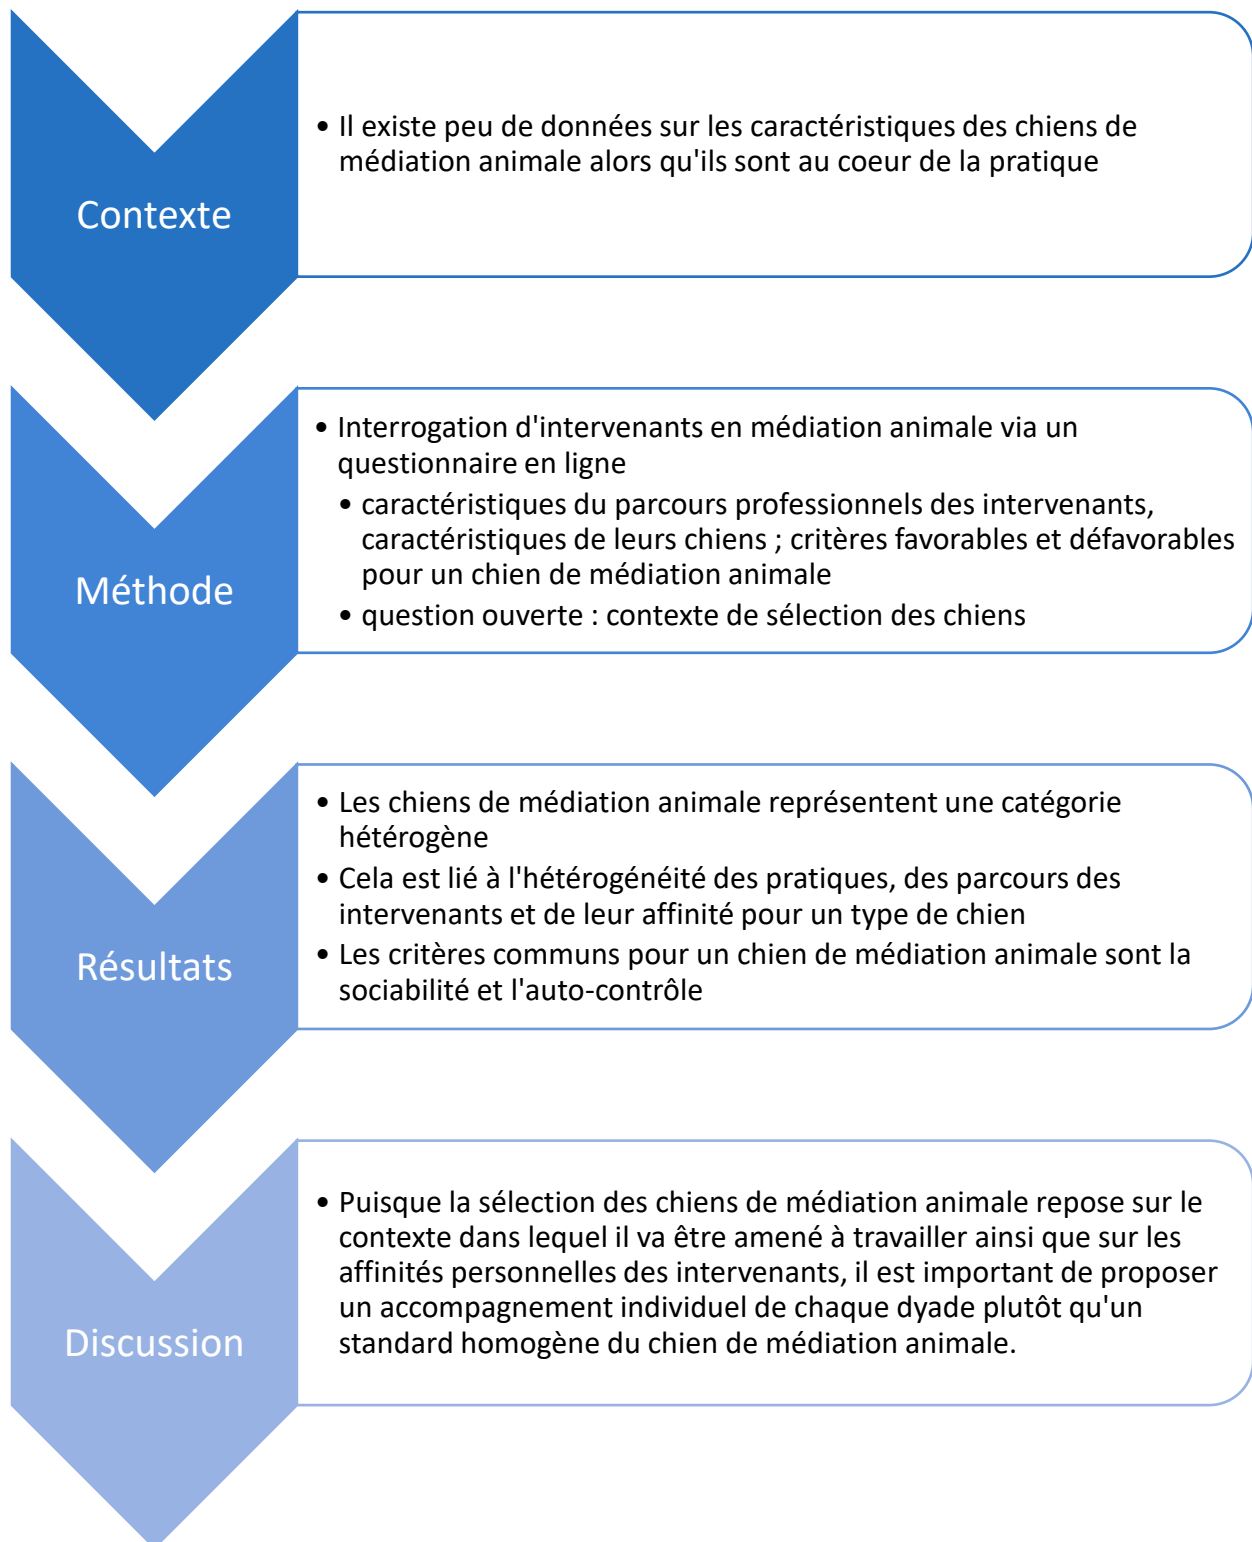 Contexte
• Il existe peu de données sur les caractéristiques des chiens de
médiation animale alors qu'ils sont au coeur de la pratique
Méthode
• Interrogation d'intervenants en médiation animale via un
questionnaire en ligne
• caractéristiques du parcours professionnels des intervenants,
caractéristiques de leurs chiens ; critères favorables et défavorables
pour un chien de médiation animale
• question ouverte : contexte de sélection des chiens
Résultats
• Les chiens de médiation animale représentent une catégorie
hétérogène
• Cela est lié à l'hétérogénéité des pratiques, des parcours des
intervenants et de leur affinité pour un type de chien
• Les critères communs pour un chien de médiation animale sont la
sociabilité et l'auto-contrôle
Discussion
• Puisque la sélection des chiens de médiation animale repose sur le
contexte dans lequel il va être amené à travailler ainsi que sur les
affinités personnelles des intervenants, il est important de proposer
un accompagnement individuel de chaque dyade plutôt qu'un
standard homogène du chien de médiation animale.